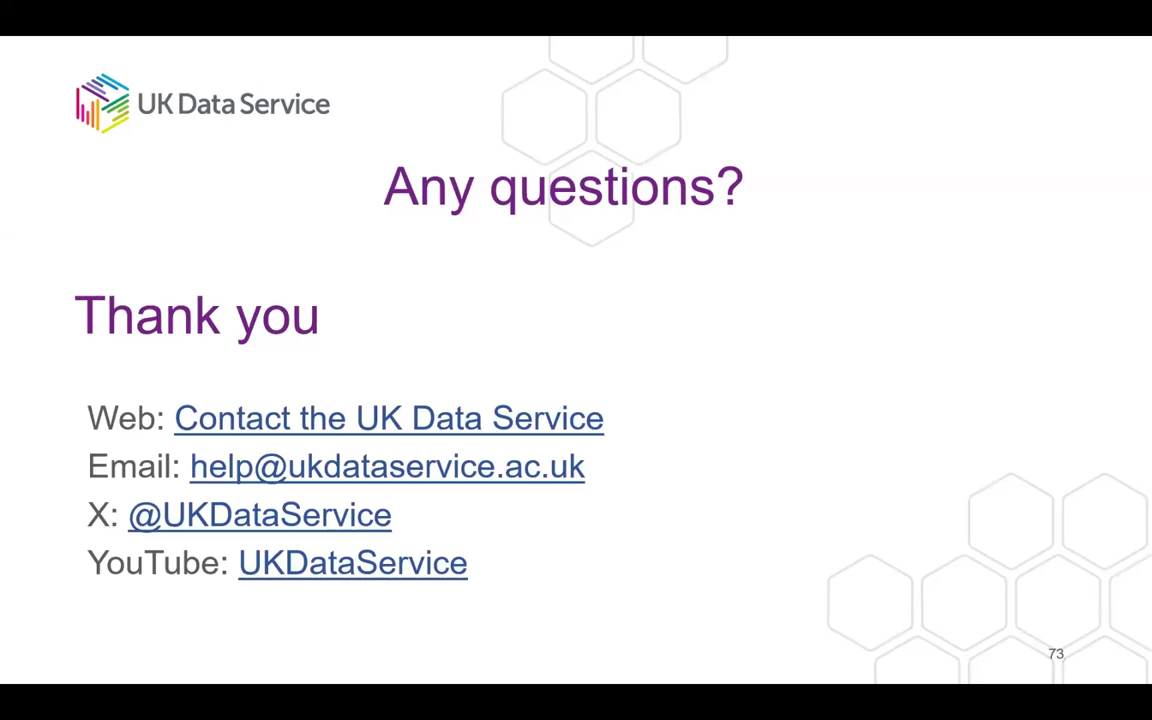 UK Data Service
Any questions?
Thank you
Web: Contact the UK Data Service
Email: help@ukdataservice.ac.uk
X: @UKDataService
YouTube: UKDataService
73